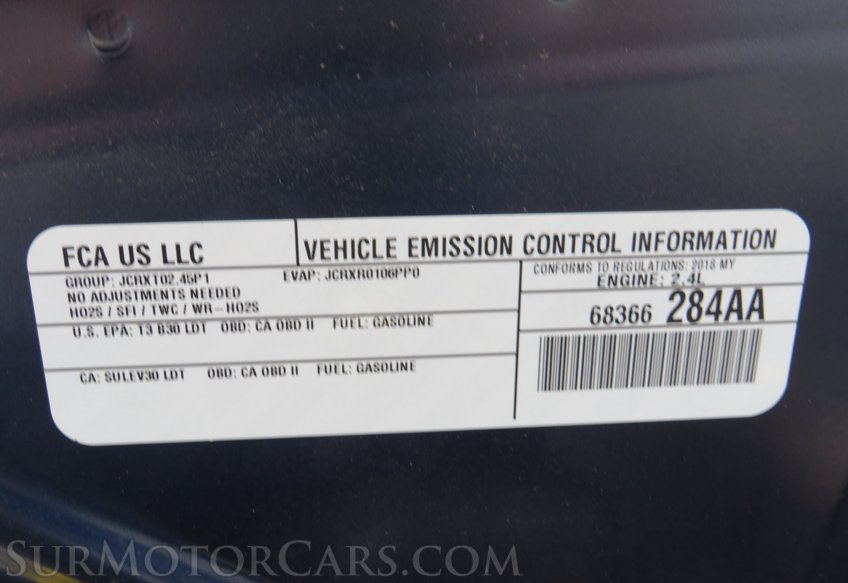 FCA US LLC
VEHICLE EMISSION CONTROL INFORMATION
GROUP: JCRXT02.45P1 EVAP: JCRXR0106PP0
NO ADJUSTMENTS NEEDED
HO2S / SFI / TWC / WR-HO2S
U.S. EPA: T3 B30 LDT OBD: CA OBD II FUEL: GASOLINE
CA: SULEV30 LDT OBD: CA OBD II FUEL: GASOLINE
CONFORMS TO REGULATIONS: 2018 MY
ENGINE: 2.4L
68366 284AA
SurMotorCars.com